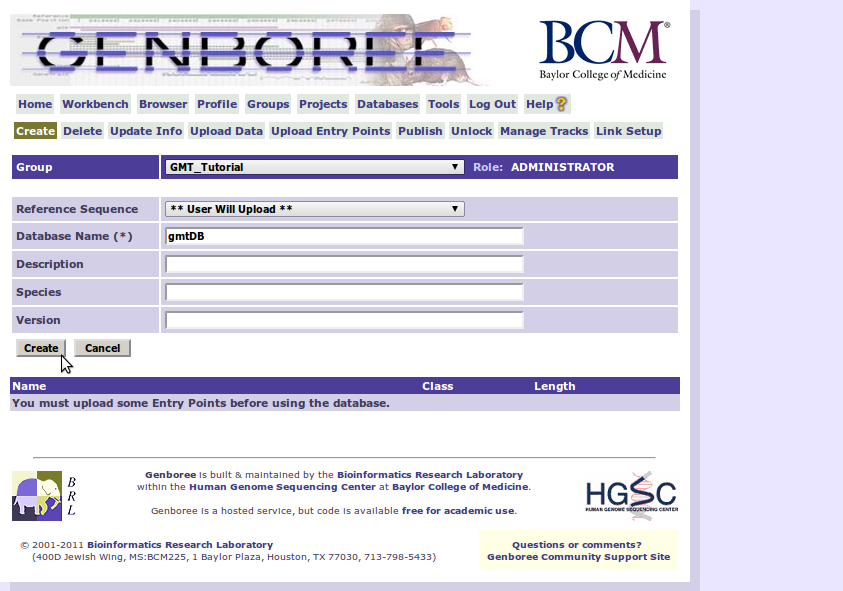 GENBOREE
BCM®
Baylor College of Medicine
Home Workbench Browser Profile Groups Projects Databases Tools Log Out Help ?
Create Delete Update Info Upload Data Upload Entry Points Publish Unlock Manage Tracks Link Setup
Group GMT_Tutorial Role: ADMINISTRATOR
Reference Sequence ** User Will Upload **
Database Name (*) gmtDB
Description
Species
Version
Create Cancel
Name Class Length
You must upload some Entry Points before using the database.
BRL
Genboree is built & maintained by the Bioinformatics Research Laboratory
within the Human Genome Sequencing Center at Baylor College of Medicine.
Genboree is a hosted service, but code is available free for academic use.
HGSC
HUMAN GENOME SEQUENCING CENTER
© 2001-2011 Bioinformatics Research Laboratory
(400D Jewish Wing, MS:BCM225, 1 Baylor Plaza, Houston, TX 77030, 713-798-5433)
Questions or comments?
Genboree Community Support Site